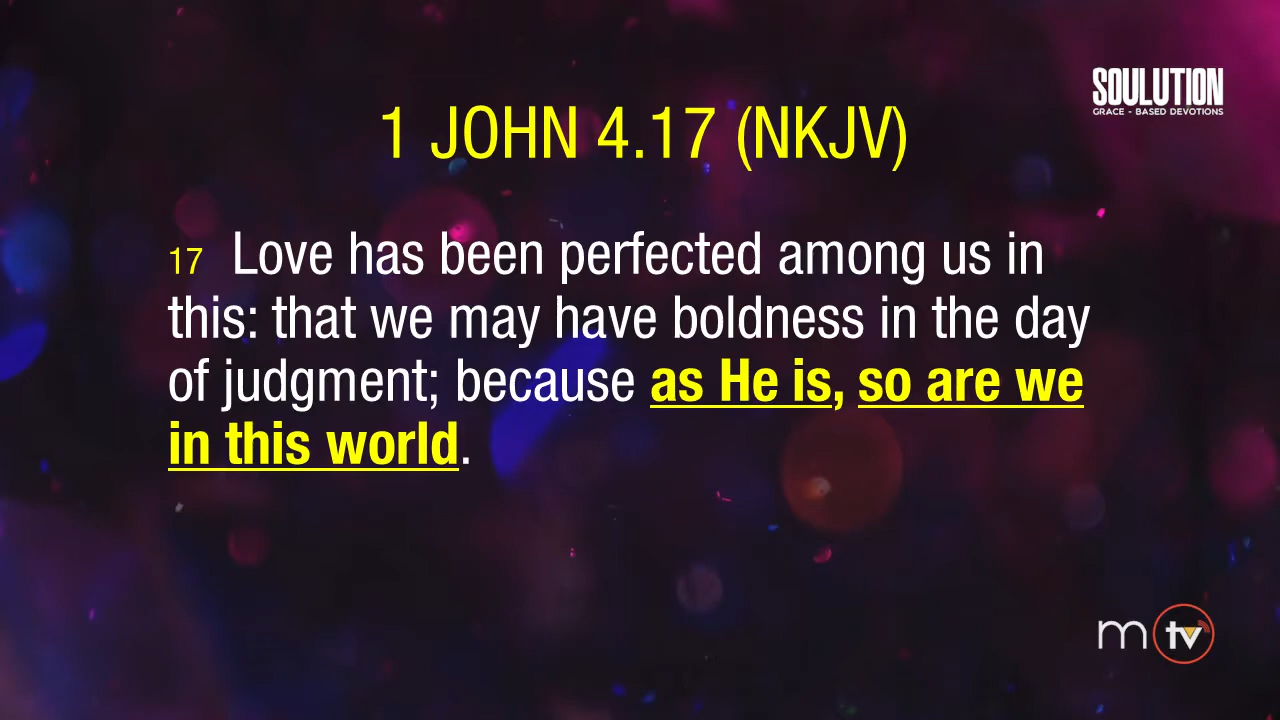 SOULUTION
GRACE - BASED DEVOTIONS
1 JOHN 4.17 (NKJV)
17 Love has been perfected among us in
this: that we may have boldness in the day
of judgment; because as He is, so are we
in this world.
m tv